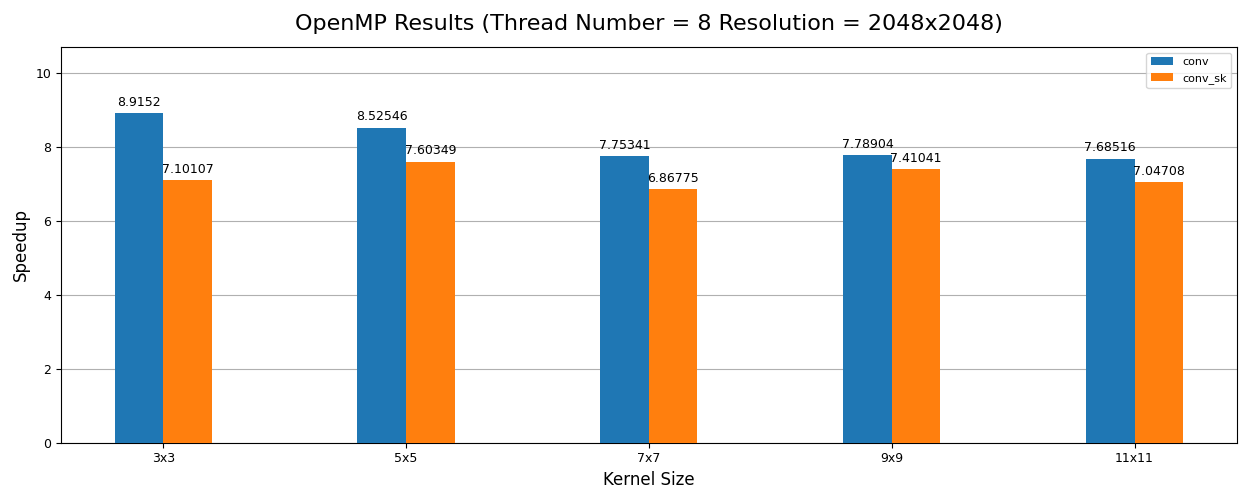 OpenMP Results (Thread Number = 8 Resolution = 2048x2048)
conv
conv_sk
10
8
6
4
2
0
Speedup
8.9152
7.10107
8.52546
7.60349
7.75341
6.86775
7.78904
7.41041
7.68516
7.04708
3x3
5x5
7x7
9x9
11x11
Kernel Size